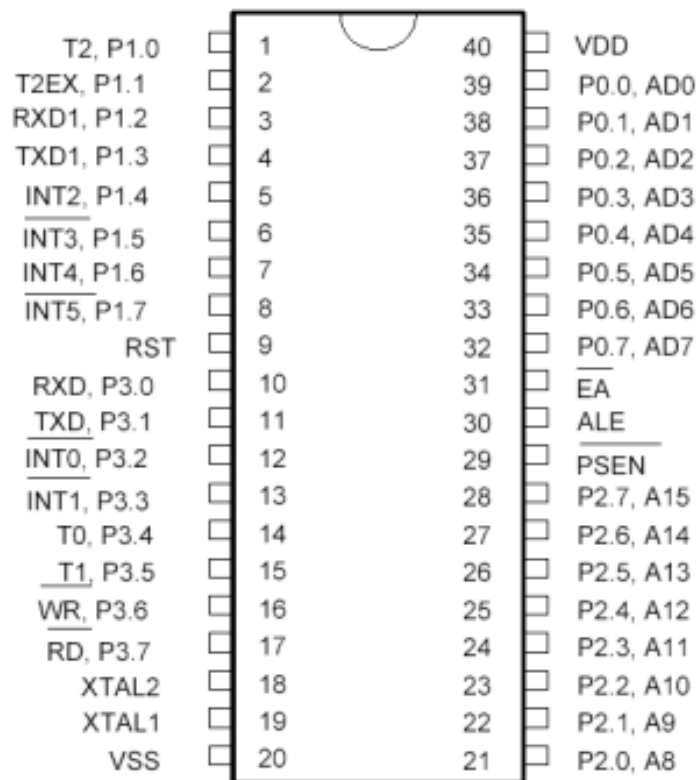 T2, P1.0 1 40 VDD
T2EX, P1.1 2 39 P0.0, AD0
RXD1, P1.2 3 38 P0.1, AD1
TXD1, P1.3 4 37 P0.2, AD2
INT2, P1.4 5 36 P0.3, AD3
INT3, P1.5 6 35 P0.4, AD4
INT4, P1.6 7 34 P0.5, AD5
INT5, P1.7 8 33 P0.6, AD6
RST 9 32 P0.7, AD7
RXD, P3.0 10 31 EA
TXD, P3.1 11 30 ALE
INT0, P3.2 12 29 PSEN
INT1, P3.3 13 28 P2.7, A15
T0, P3.4 14 27 P2.6, A14
T1, P3.5 15 26 P2.5, A13
WR, P3.6 16 25 P2.4, A12
RD, P3.7 17 24 P2.3, A11
XTAL2 18 23 P2.2, A10
XTAL1 19 22 P2.1, A9
VSS 20 21 P2.0, A8